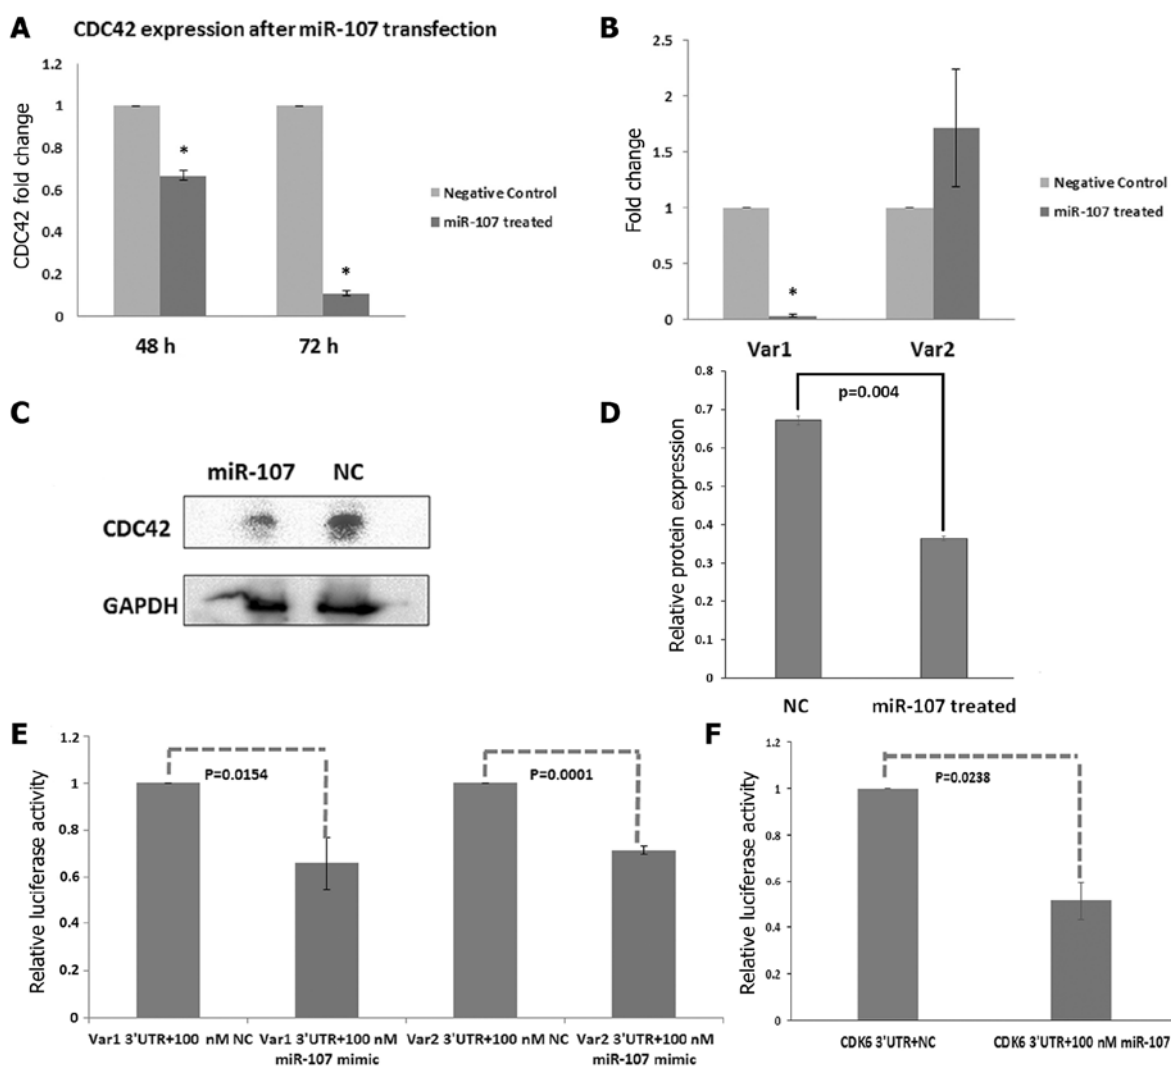 A CDC42 expression after miR-107 transfection
CDC42 fold change
1.2
1
0.8
0.6
0.4
0.2
0
*
*
48 h 72 h
Negative Control
miR-107 treated
B
Fold change
2.5
2
1.5
1
0.5
0
*
Var1 Var2
Negative Control
miR-107 treated
C
miR-107 NC
CDC42
GAPDH
D
Relative protein expression
0.8
0.7
0.6
0.5
0.4
0.3
0.2
0.1
0
p=0.004
NC miR-107 treated
E
Relative luciferase activity
1.2
1
0.8
0.6
0.4
0.2
0
P=0.0154
P=0.0001
Var1 3'UTR+100 nM NC
Var1 3'UTR+100 nM
miR-107 mimic
Var2 3'UTR+100 nM NC
Var2 3'UTR+100 nM
miR-107 mimic
F
Relative luciferase activity
1.2
1
0.8
0.6
0.4
0.2
0
P=0.0238
CDK6 3'UTR+NC
CDK6 3'UTR+100 nM miR-107